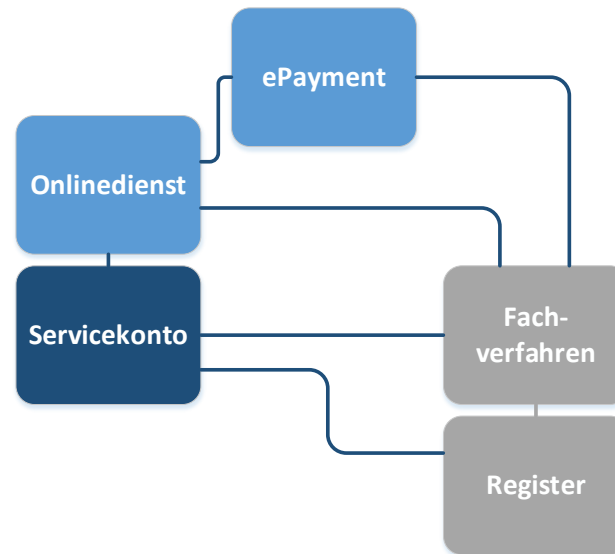 ePayment
Onlinedienst
Servicekonto
Fach-
verfahren
Register